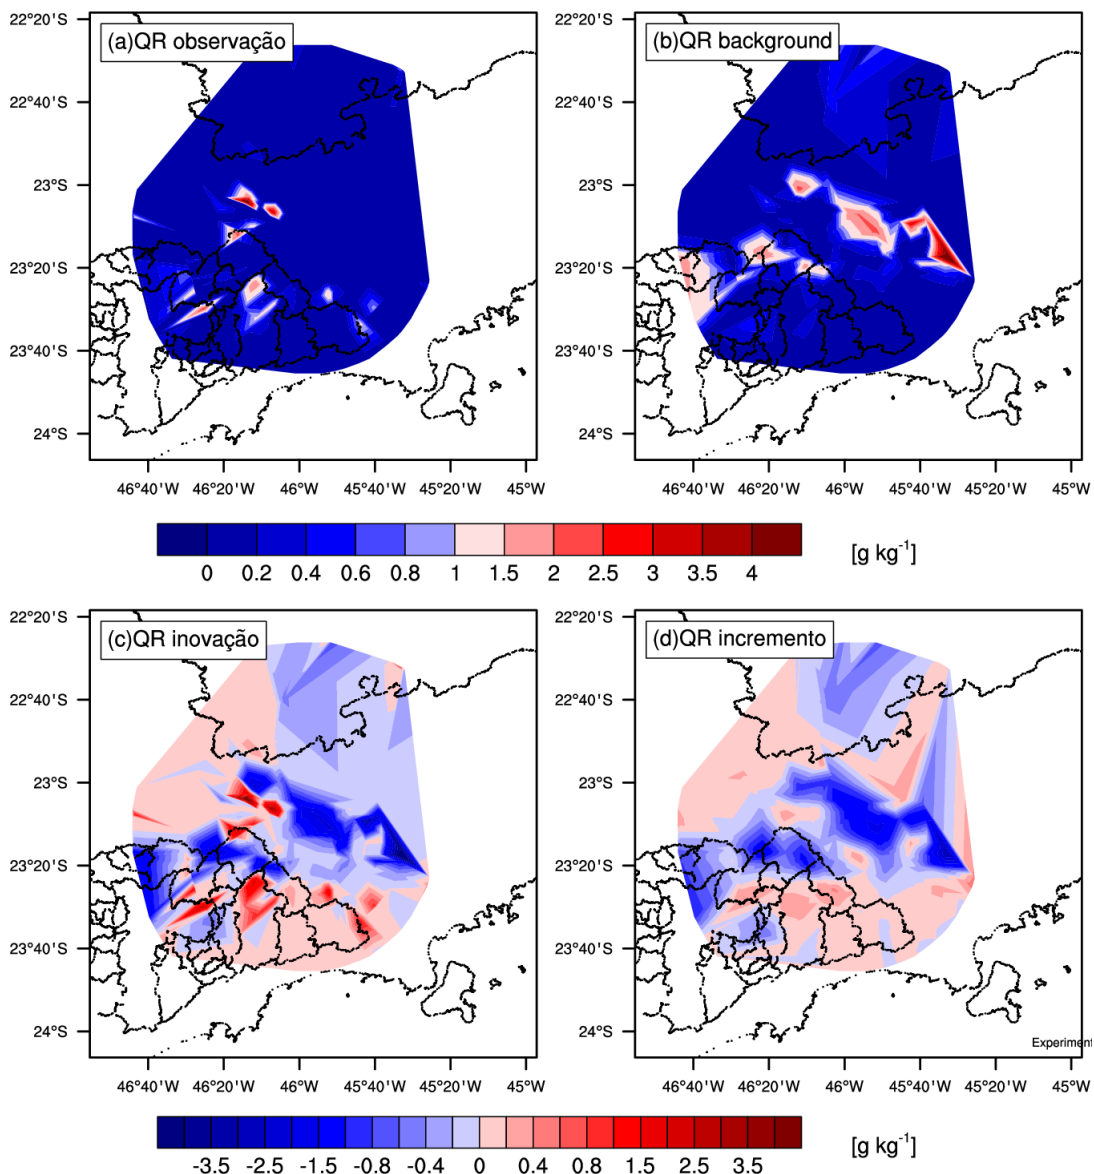 (a)QR observação
22°20'S
22°40'S
23°S
23°20'S
23°40'S
24°S
46°40'W 46°20'W 46°W 45°40'W 45°20'W 45°W
(b)QR background
22°20'S
22°40'S
23°S
23°20'S
23°40'S
24°S
46°40'W 46°20'W 46°W 45°40'W 45°20'W 45°W
0 0.2 0.4 0.6 0.8 1 1.5 2 2.5 3 3.5 4
[g kg⁻¹]
(c)QR inovação
22°20'S
22°40'S
23°S
23°20'S
23°40'S
24°S
46°40'W 46°20'W 46°W 45°40'W 45°20'W 45°W
(d)QR incremento
22°20'S
22°40'S
23°S
23°20'S
23°40'S
24°S
Experiment
46°40'W 46°20'W 46°W 45°40'W 45°20'W 45°W
-3.5 -2.5 -1.5 -0.8 -0.4 0 0.4 0.8 1.5 2.5 3.5
[g kg⁻¹]